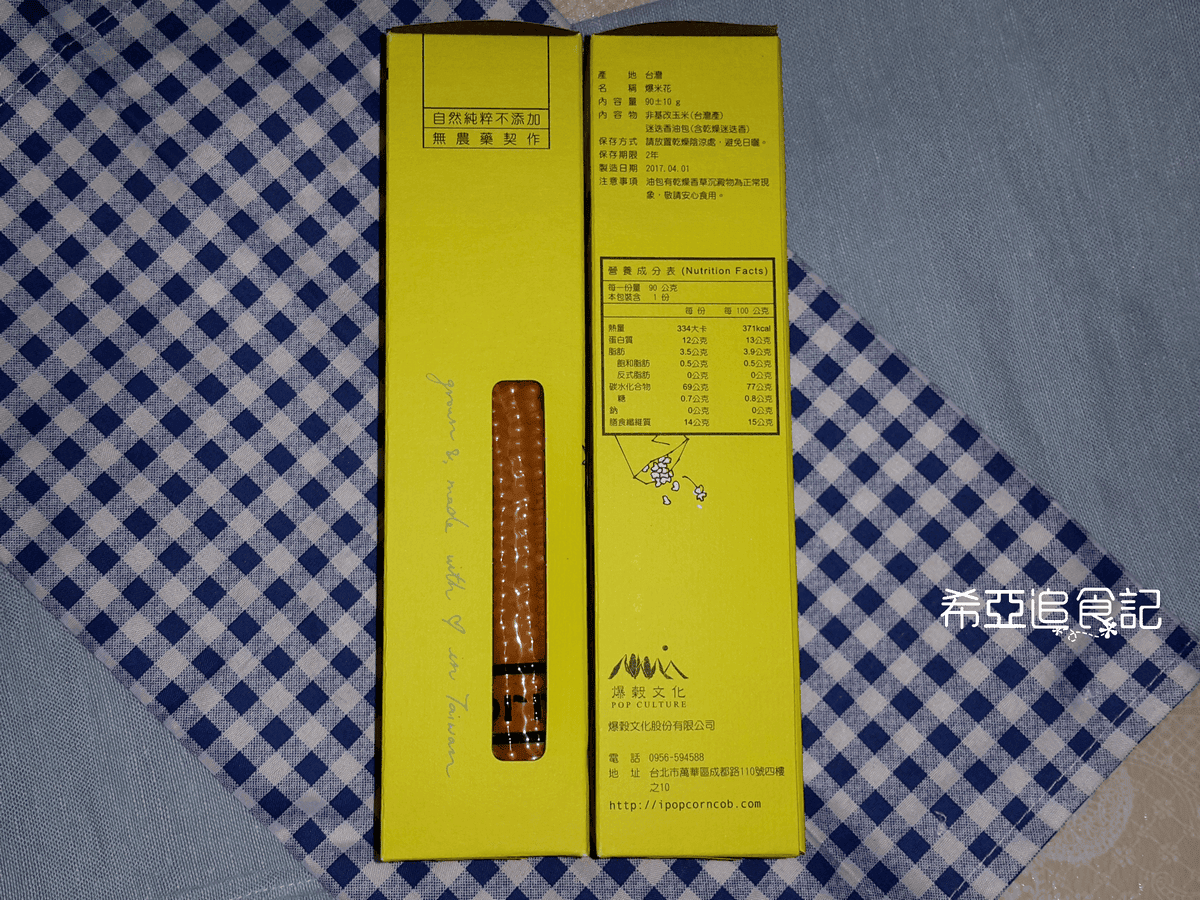 自然純粹不添加
無農藥契作
grown & made with ♡ in Taiwan
ori
產地 台灣
名稱 爆米花
內容量 90±10 g
內容物 非基改玉米(台灣產)
迷迭香油包(含乾燥迷迭香)
保存方式 請放置乾燥陰涼處，避免日曬。
保存期限 2年
製造日期 2017.04.01
注意事項 油包有乾燥香草沉澱物為正常現
象，敬請安心食用。
營養成分表 (Nutrition Facts)
每一份量 90 公克
本包裝含 1 份
每份 每 100 公克
熱量 334大卡 371kcal
蛋白質 12公克 13公克
脂肪 3.5公克 3.9公克
飽和脂肪 0.5公克 0.5公克
反式脂肪 0公克 0公克
碳水化合物 69公克 77公克
糖 0.7公克 0.8公克
鈉 0公克 0公克
膳食纖維質 14公克 15公克
爆穀文化
POP CULTURE
爆穀文化股份有限公司
電話 0956-594588
地址 台北市萬華區成都路110號四樓
之10
http://ipopcorncob.com
希亞追食記